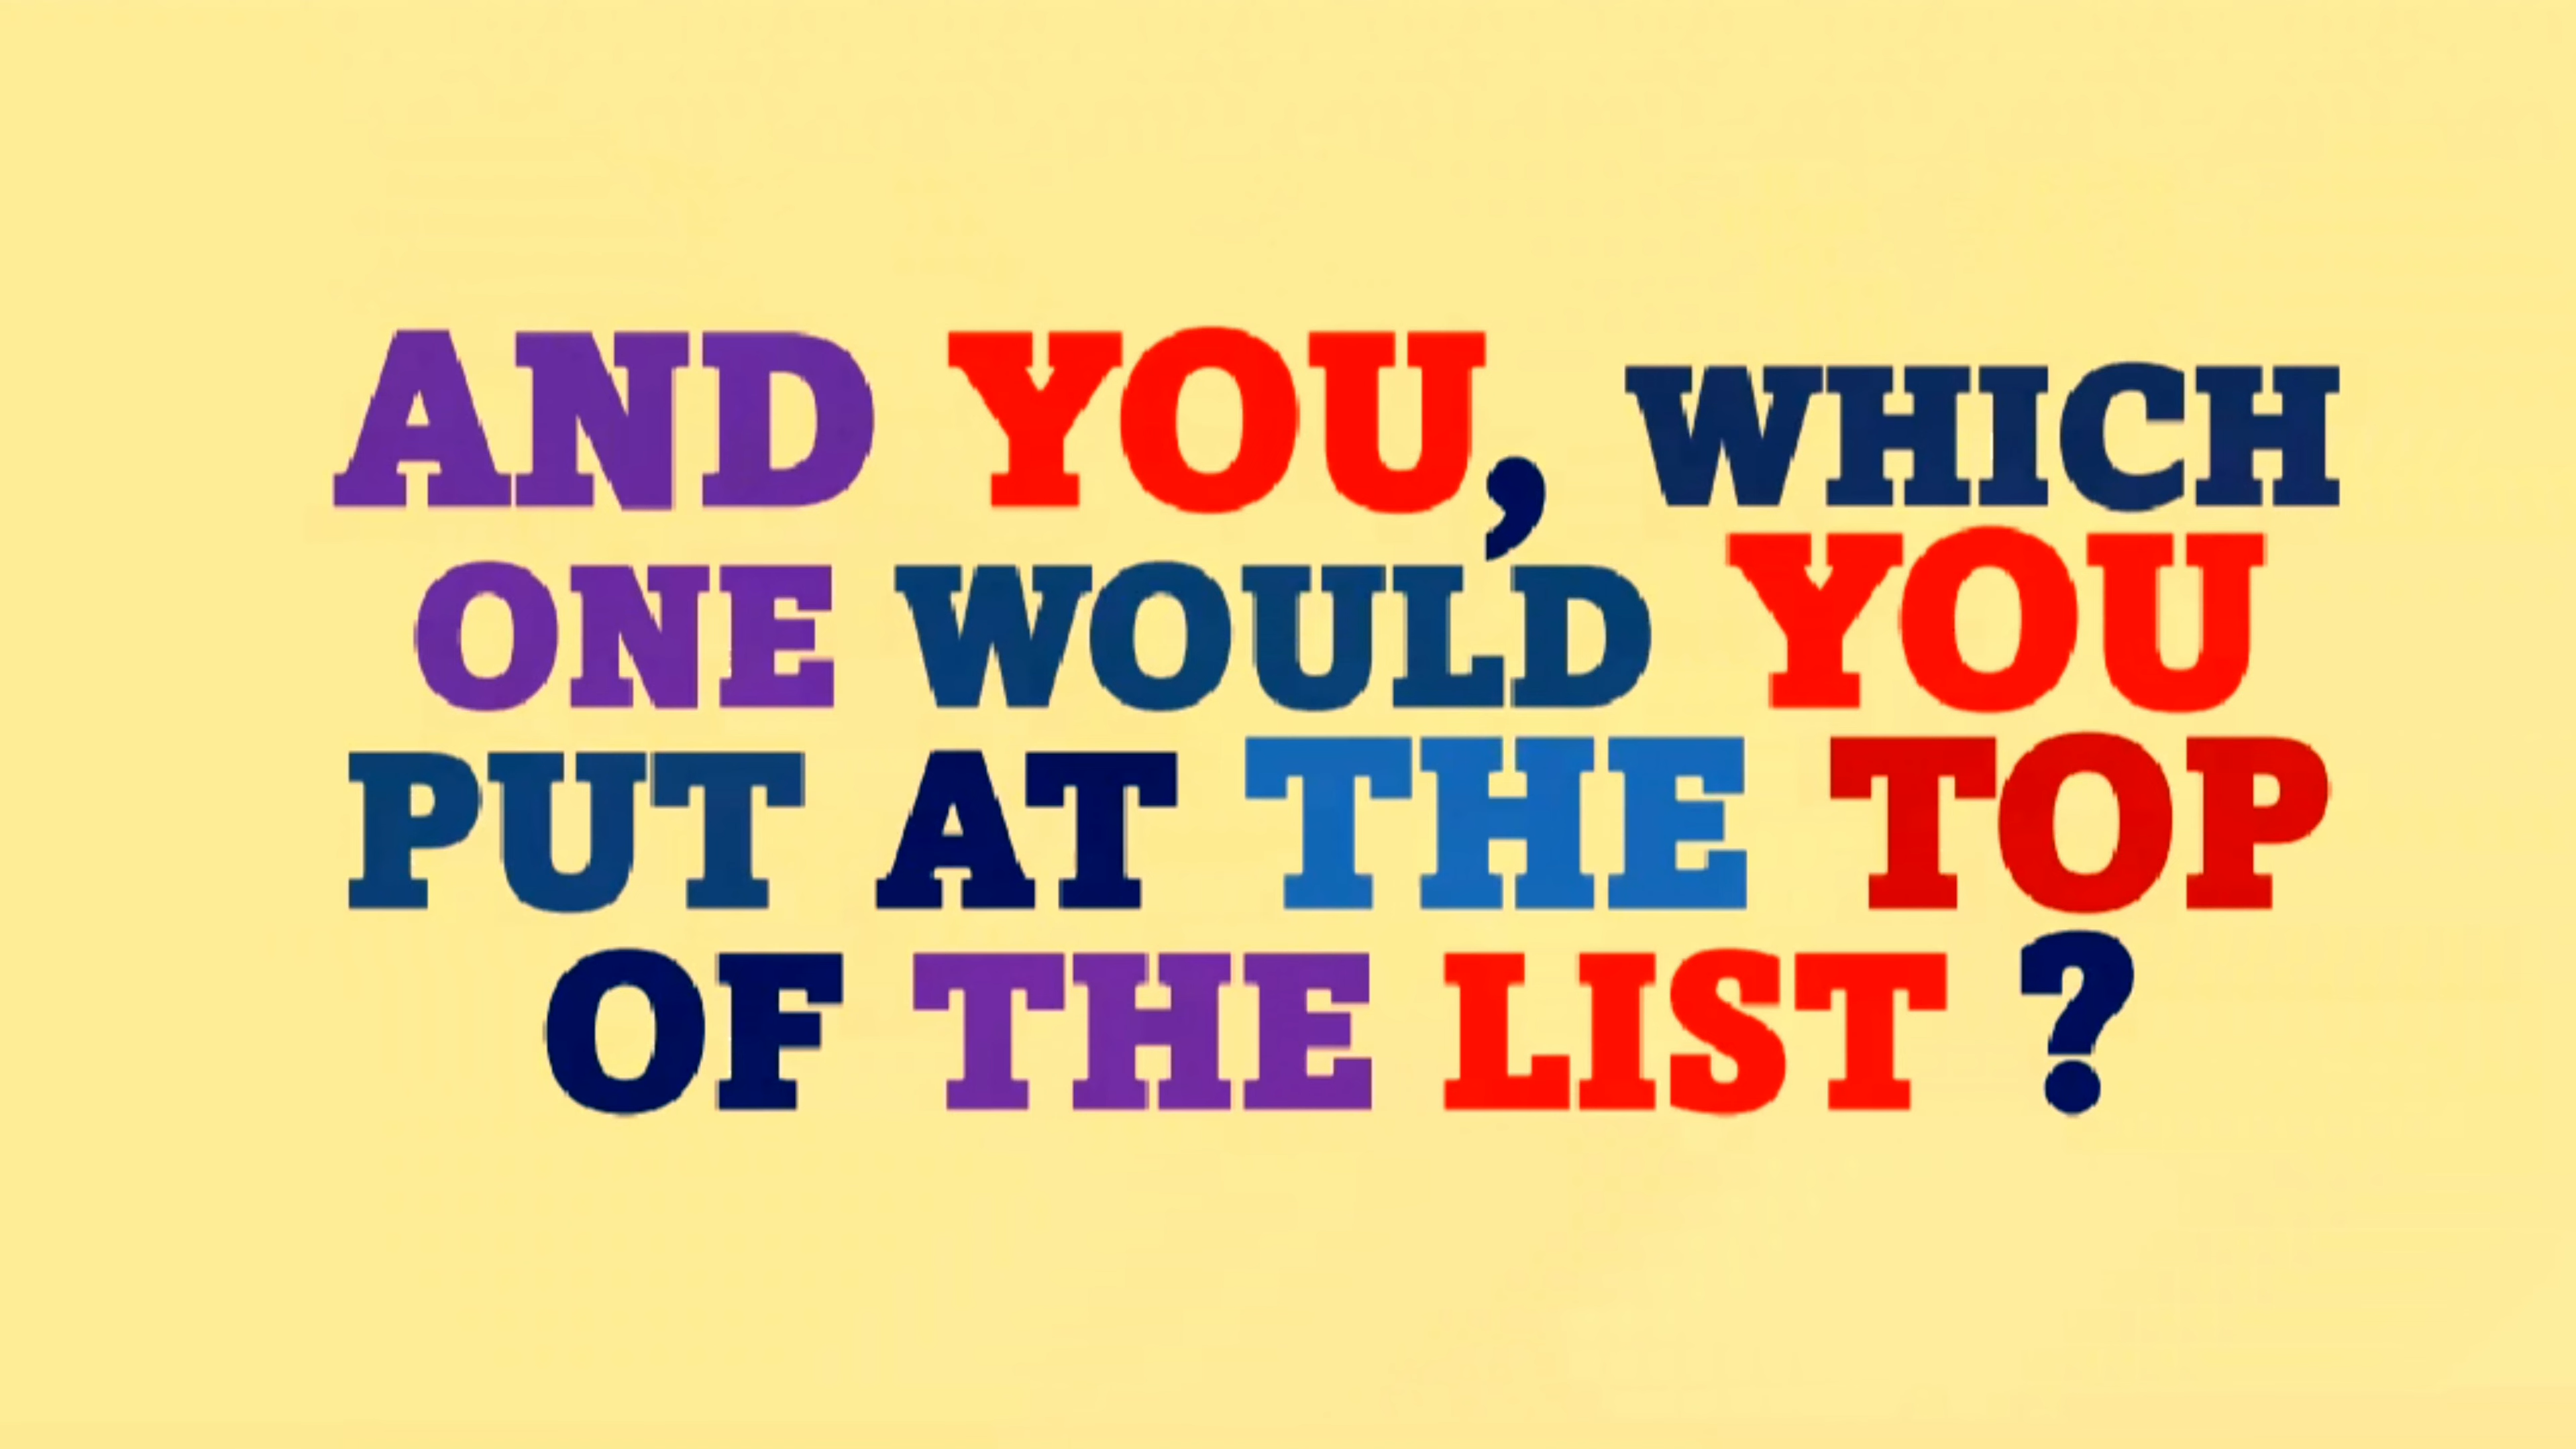 AND YOU, WHICH
ONE WOULD YOU
PUT AT THE TOP
OF THE LIST ?